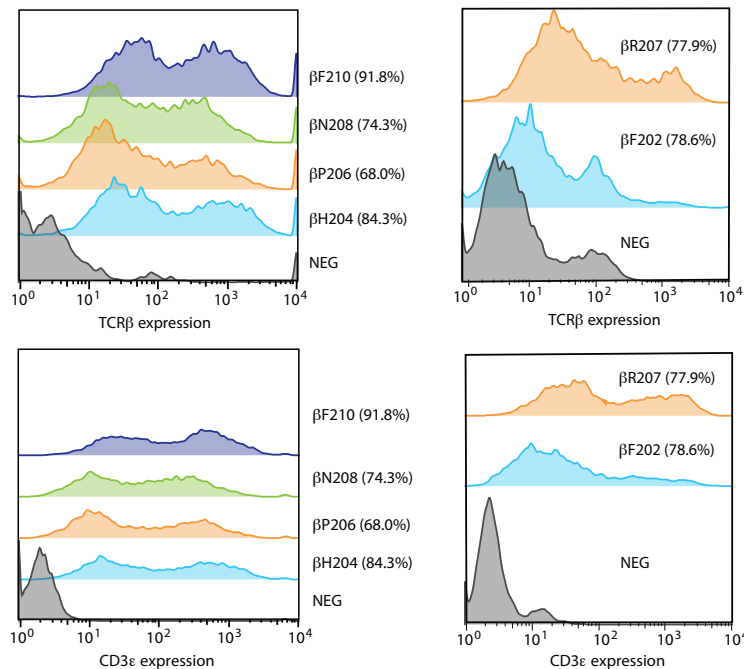 βF210 (91.8%)
βN208 (74.3%)
βP206 (68.0%)
βH204 (84.3%)
NEG
10⁰ 10¹ 10² 10³ 10⁴
TCRβ expression
βR207 (77.9%)
βF202 (78.6%)
NEG
10⁰ 10¹ 10² 10³ 10⁴
TCRβ expression
βF210 (91.8%)
βN208 (74.3%)
βP206 (68.0%)
βH204 (84.3%)
NEG
10⁰ 10¹ 10² 10³ 10⁴
CD3ε expression
βR207 (77.9%)
βF202 (78.6%)
NEG
10⁰ 10¹ 10² 10³ 10⁴
CD3ε expression